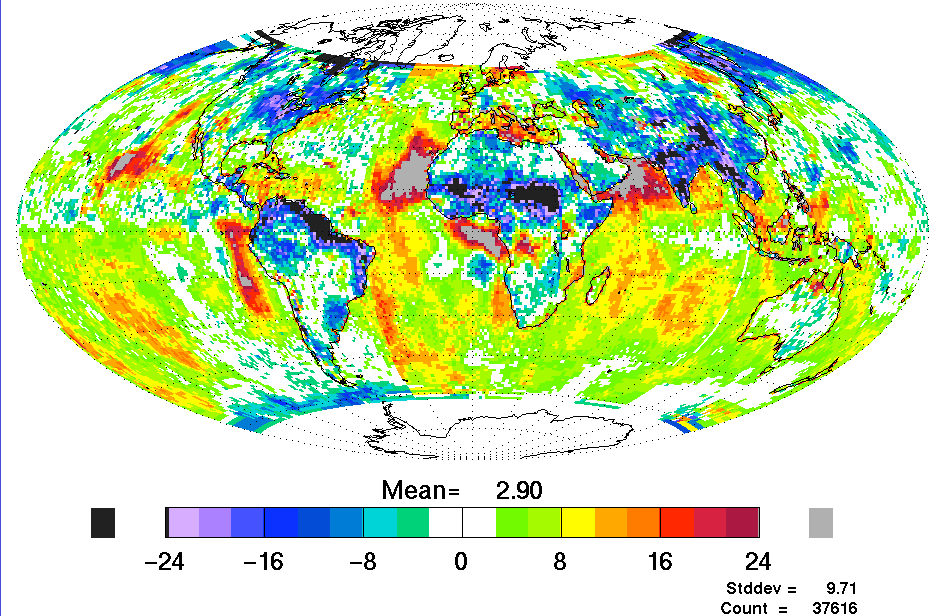 Mean= 2.90
−24 −16 −8 0 8 16 24
Stddev = 9.71
Count = 37616